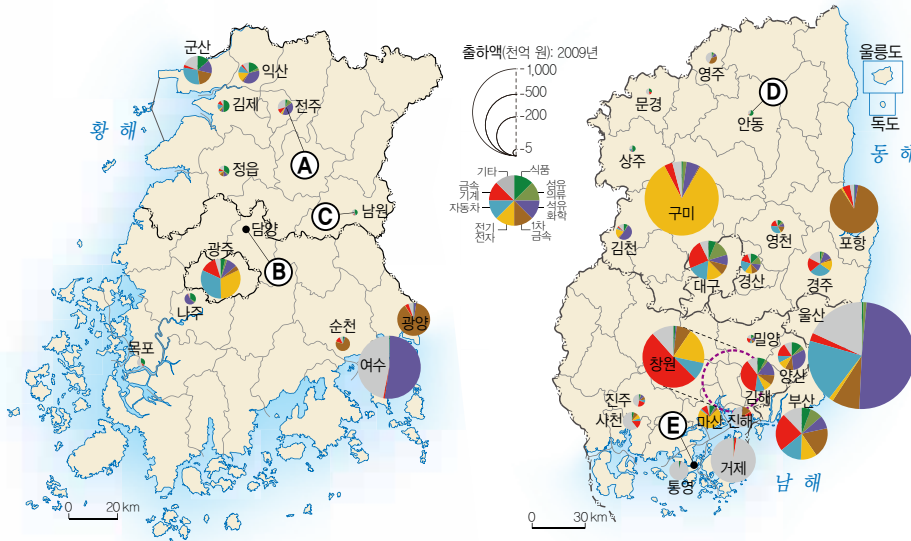 군산
익산
김제
전주
황 해
정읍
A
C
남원
담양
광주
B
나주
목포
순천
광양
여수
0 20km
출하액(천억 원): 2009년
1,000
500
200
5
기타
식품
금속
기계
섬유
의류
자동차
석유
화학
전기
전자
1차
금속
영주
문경
D
안동
상주
울릉도
독도
동 해
구미
포항
김천
영천
대구
경산
경주
울산
밀양
창원
양산
김해
진주
사천
마산
진해
부산
E
거제
통영
남 해
0 30km